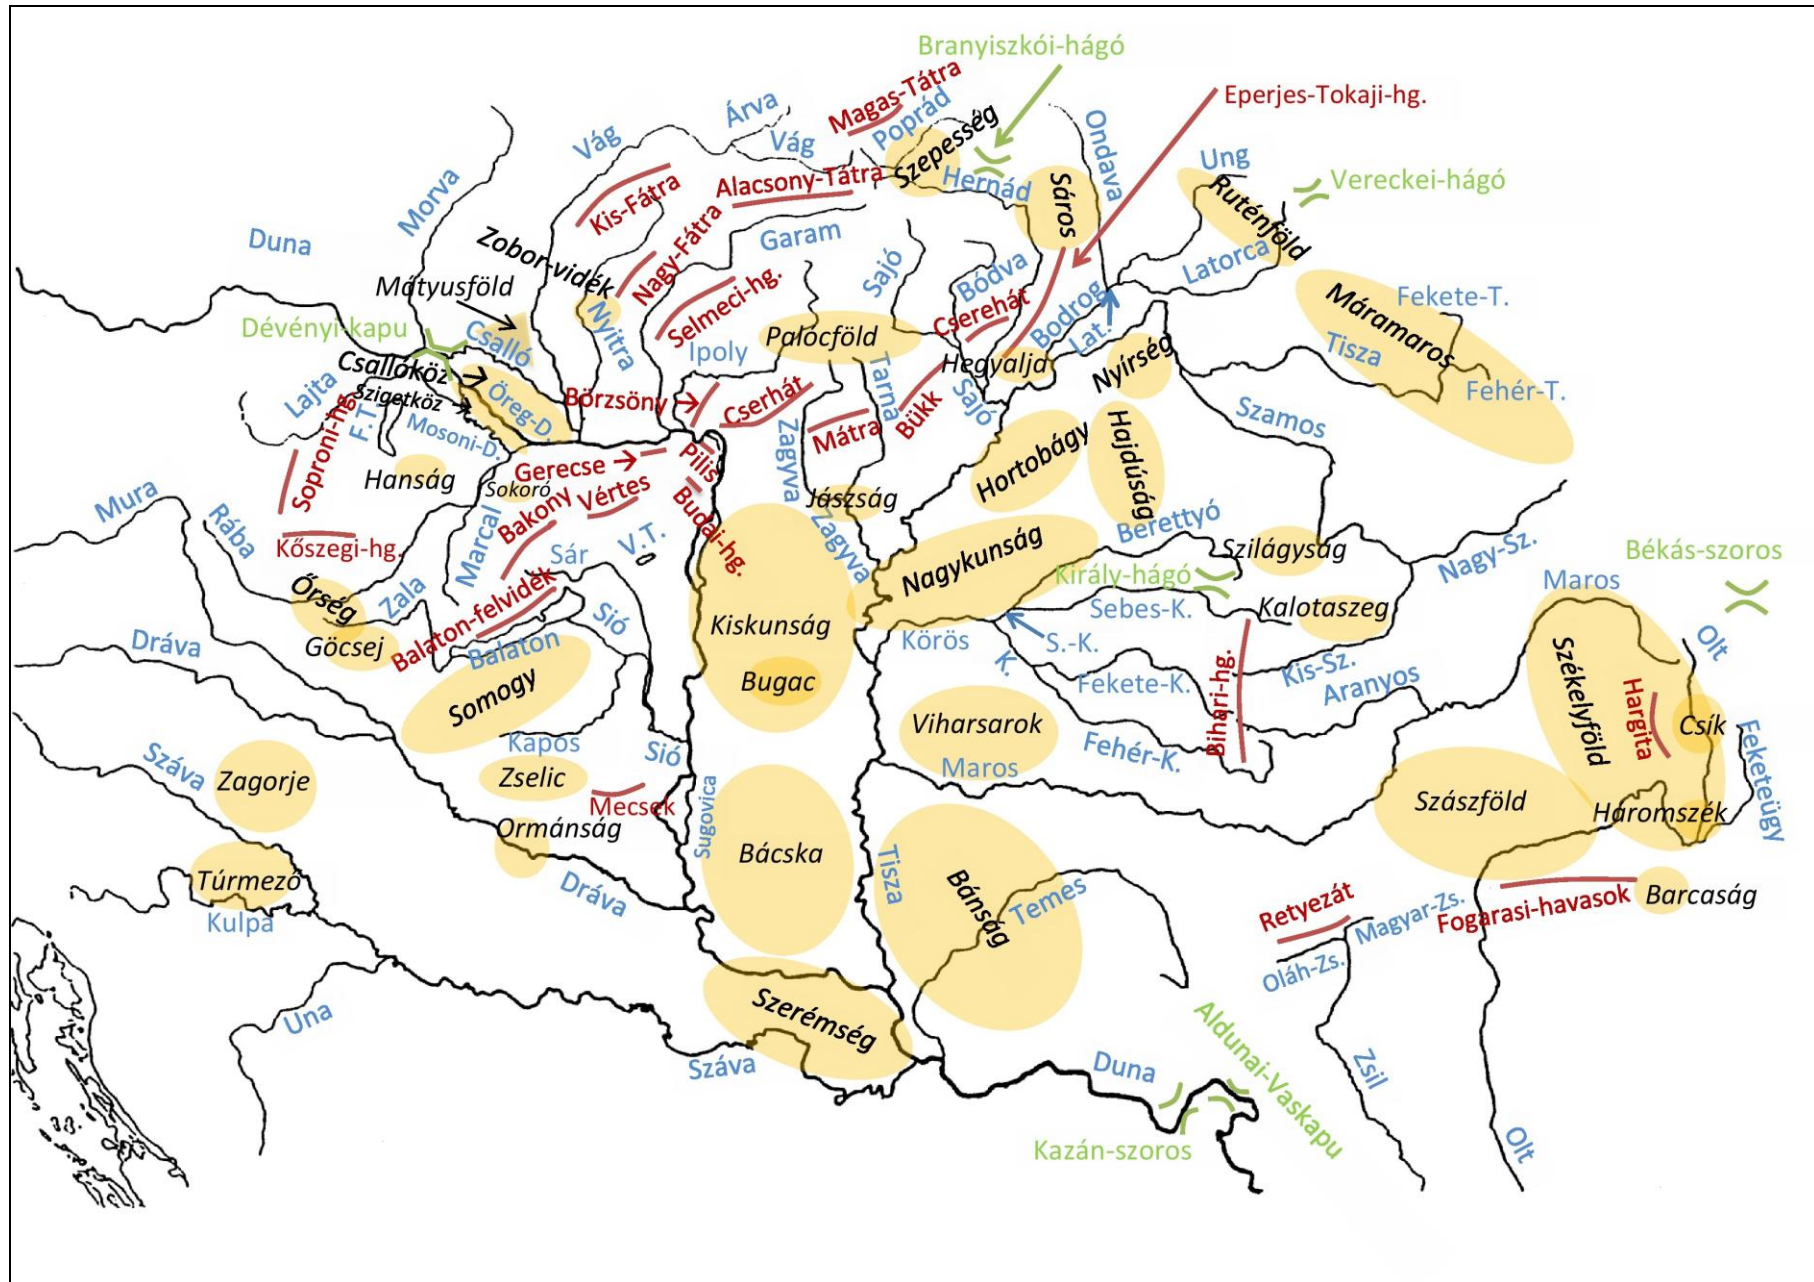 Branyiszkói-hágó
Magas-Tátra
Eperjes-Tokaji-hg.
Árva
Poprád
Szepesség
Ondava
Vág
Vág
Ung
Vereckei-hágó
Morva
Kis-Fátra
Alacsony-Tátra
Hernád
Sáros
Ruténföld
Duna
Zobor-vidék
Nagy-Fátra
Garam
Sajó
Bódva
Latorca
Mátyusföld
Selmeci-hg.
Cserehát
Bodrog
Lat.
Máramaros
Fekete-T.
Dévényi-kapu
Csalló
Nyitra
Palócföld
Ipoly
Hegyalja
Nyírség
Tisza
Fehér-T.
Csallóköz
Szigetköz
Öreg-D.
Lajta
F.T.
Soproni-hg.
Mosoni-D.
Börzsöny
Cserhát
Tarna
Mátra
Bükk
Sajó
Hortobágy
Hajdúság
Szamos
Hanság
Sokoró
Gerecse
Pilis
Zagyva
Jászság
Mura
Rába
Kőszegi-hg.
Marcal
Bakony
Vértes
Budai-hg.
Zagyva
Nagykunság
Berettyó
Szilágyság
Nagy-Sz.
Békás-szoros
Őrség
Zala
Sár
V.T.
Király-hágó
Maros
Göcsej
Balaton-felvidék
Sió
Kiskunság
Körös
Sebes-K.
S.-K.
Kalotaszeg
Olt
Dráva
Balaton
Somogy
Bugac
K.
Fekete-K.
Kis-Sz.
Aranyos
Székelyföld
Hargita
Csík
Feketeügy
Viharsarok
Bihari-hg.
Fehér-K.
Száva
Zagorje
Kapos
Zselic
Sió
Maros
Mecsek
Sugovica
Szászföld
Háromszék
Ormánság
Bácska
Tisza
Bánság
Temes
Túrmező
Kulpa
Dráva
Retyezát
Magyar-Zs.
Fogarasi-havasok
Barcaság
Oláh-Zs.
Una
Szerémség
Száva
Duna
Aldunai-Vaskapu
Zsil
Kazán-szoros
Olt